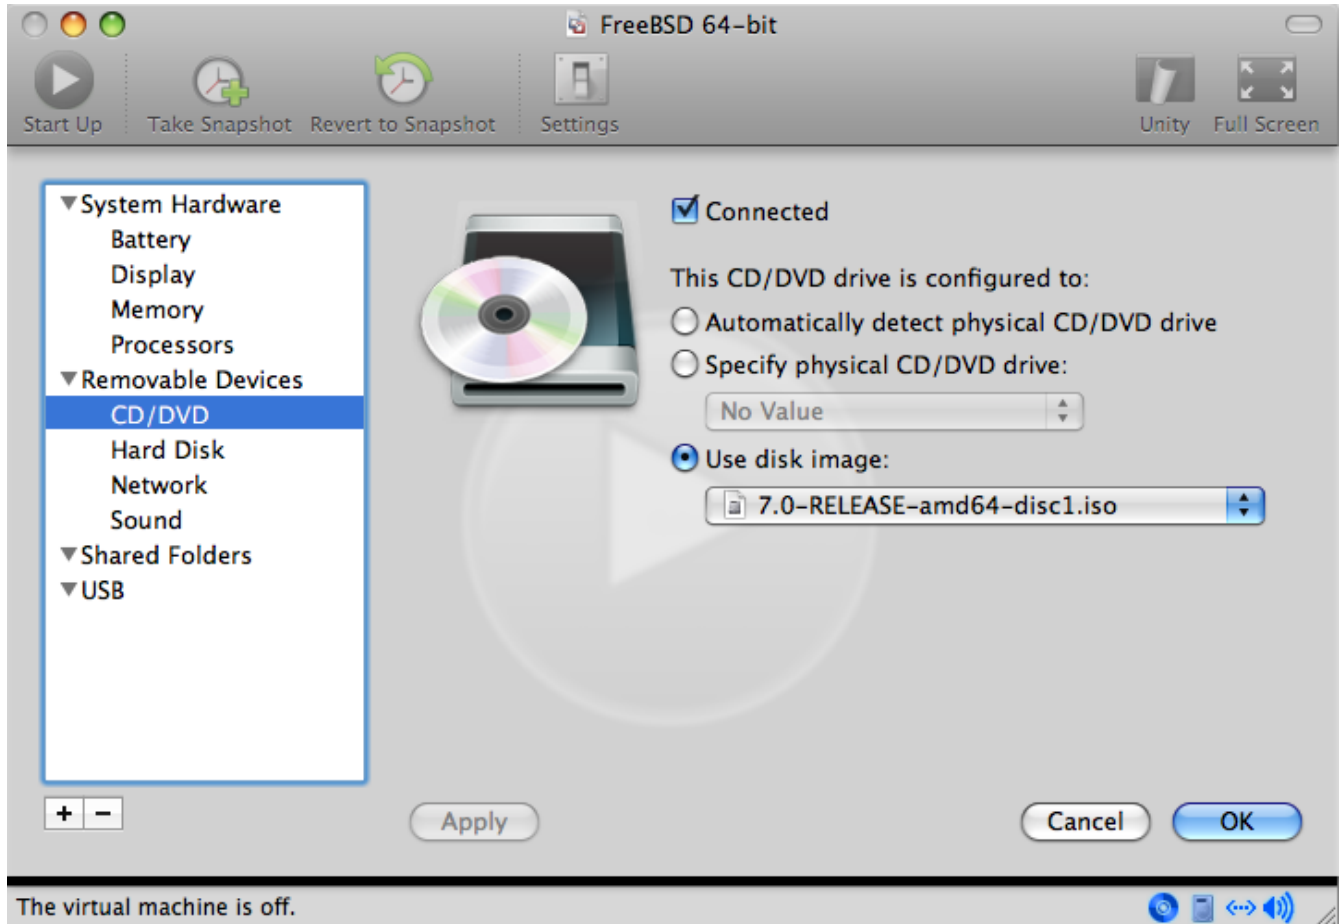 FreeBSD 64-bit
Start Up
Take Snapshot
Revert to Snapshot
Settings
Unity
Full Screen
System Hardware
Battery
Display
Memory
Processors
Removable Devices
CD/DVD
Hard Disk
Network
Sound
Shared Folders
USB
Connected
This CD/DVD drive is configured to:
Automatically detect physical CD/DVD drive
Specify physical CD/DVD drive:
No Value
Use disk image:
7.0-RELEASE-amd64-disc1.iso
+ −
Apply
Cancel
OK
The virtual machine is off.